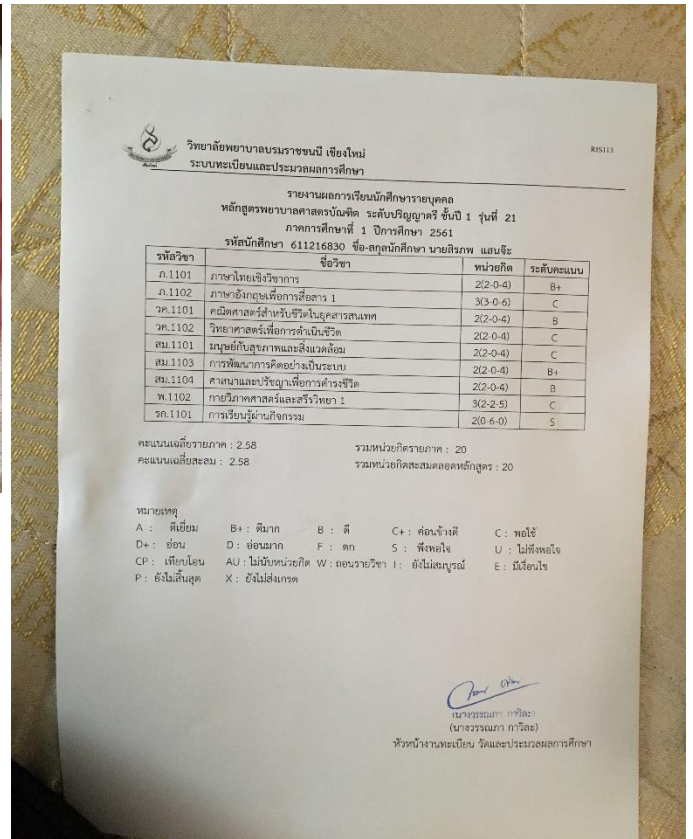 วิทยาลัยพยาบาลบรมราชชนนี เชียงใหม่
RIS113
ระบบทะเบียนและประมวลผลการศึกษา
รายงานผลการเรียนนักศึกษารายบุคคล
หลักสูตรพยาบาลศาสตรบัณฑิต ระดับปริญญาตรี ชั้นปี 1 รุ่นที่ 21
ภาคการศึกษาที่ 1 ปีการศึกษา 2561
รหัสนักศึกษา 611216830 ชื่อ-สกุลนักศึกษา นายสิรภพ แสนจ๊ะ
รหัสวิชา ชื่อวิชา หน่วยกิต ระดับคะแนน
ภ.1101 ภาษาไทยเชิงวิชาการ 2(2-0-4) B+
ภ.1102 ภาษาอังกฤษเพื่อการสื่อสาร 1 3(3-0-6) C
วค.1101 คณิตศาสตร์สำหรับชีวิตในยุคสารสนเทศ 2(2-0-4) B
วค.1102 วิทยาศาสตร์เพื่อการดำเนินชีวิต 2(2-0-4) C
สม.1101 มนุษย์กับสุขภาพและสิ่งแวดล้อม 2(2-0-4) C
สม.1103 การพัฒนาการคิดอย่างเป็นระบบ 2(2-0-4) B+
สม.1104 ศาสนาและปรัชญาเพื่อการดำรงชีวิต 2(2-0-4) B
พ.1102 กายวิภาคศาสตร์และสรีรวิทยา 1 3(2-2-5) C
รก.1101 การเรียนรู้ผ่านกิจกรรม 2(0-6-0) S
คะแนนเฉลี่ยรายภาค : 2.58 รวมหน่วยกิตรายภาค : 20
คะแนนเฉลี่ยสะสม : 2.58 รวมหน่วยกิตสะสมตลอดหลักสูตร : 20
หมายเหตุ
A : ดีเยี่ยม B+ : ดีมาก B : ดี C+ : ค่อนข้างดี C : พอใช้
D+ : อ่อน D : อ่อนมาก F : ตก S : พึงพอใจ U : ไม่พึงพอใจ
CP : เทียบโอน AU : ไม่นับหน่วยกิต W : ถอนรายวิชา I : ยังไม่สมบูรณ์ E : มีเงื่อนไข
P : ยังไม่สิ้นสุด X : ยังไม่ส่งเกรด
(นางวรรณภา กาวิละ)
(นางวรรณภา กาวิละ)
หัวหน้างานทะเบียน วัดและประมวลผลการศึกษา